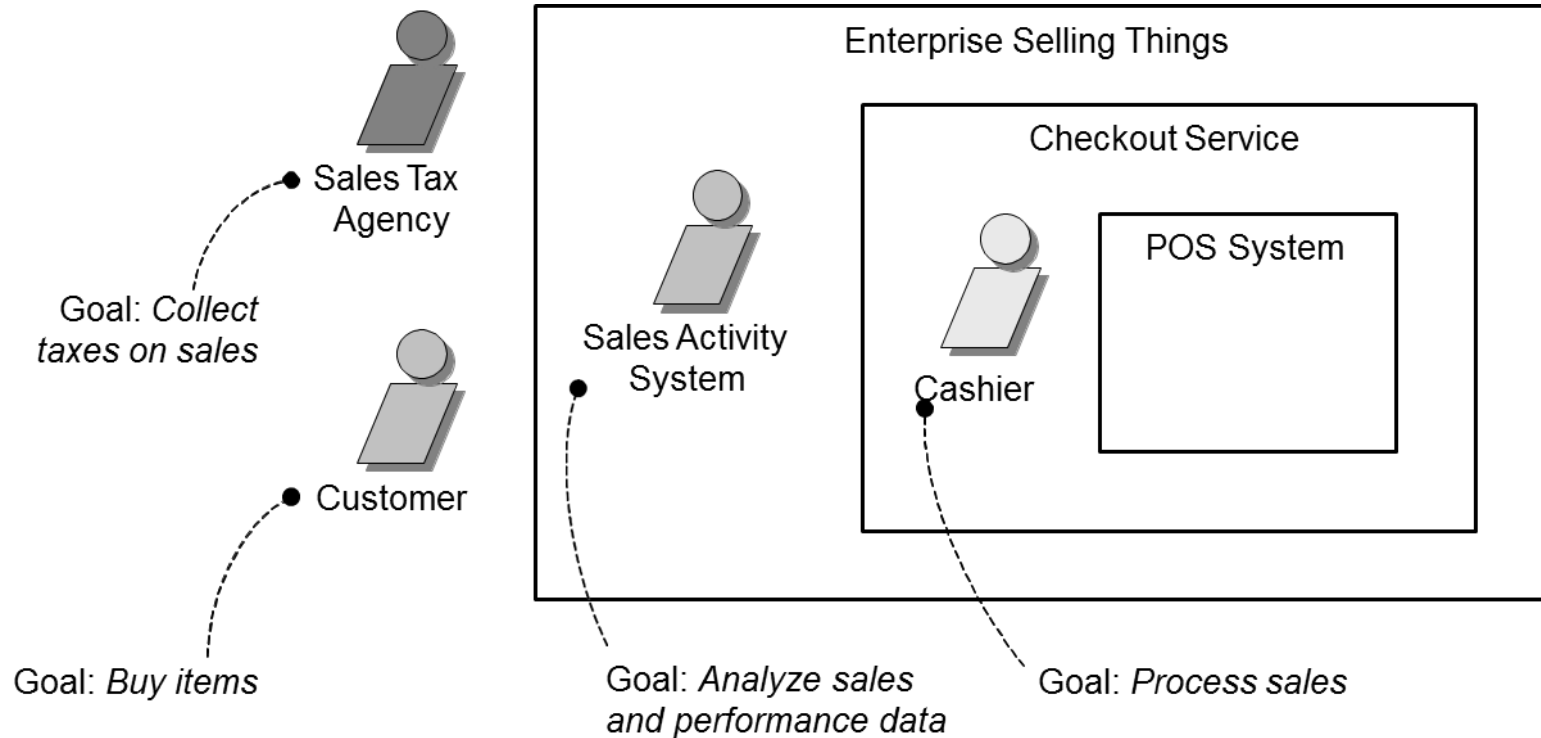 Enterprise Selling Things
Checkout Service
Sales Tax
Agency
POS System
Goal: Collect
taxes on sales
Sales Activity
System
Cashier
Customer
Goal: Buy items
Goal: Analyze sales
and performance data
Goal: Process sales